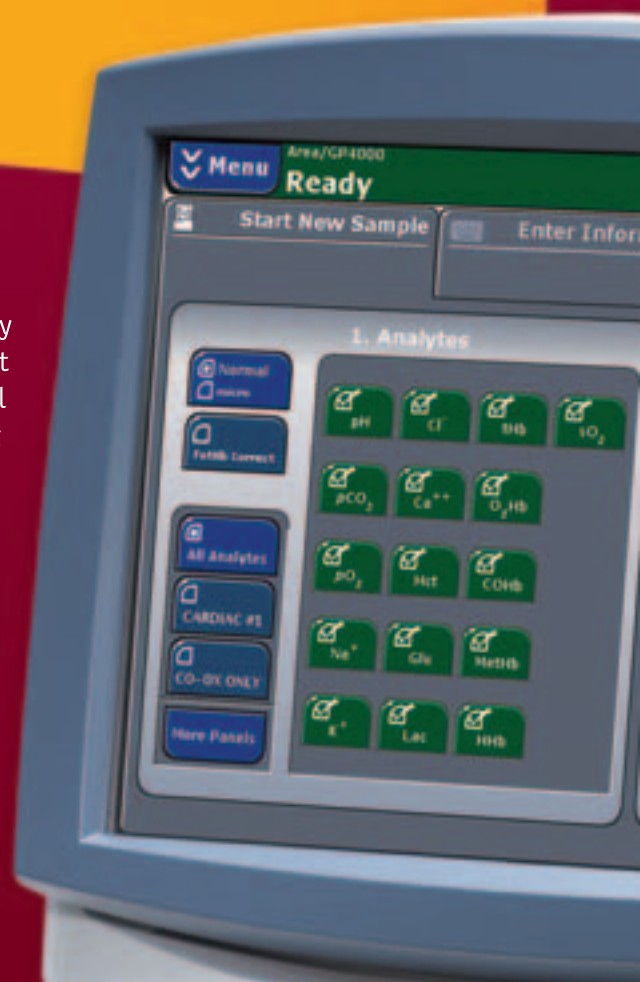 Menu
Area/GP4000
Ready
Start New Sample
Enter Infor
y
t
l
1. Analytes
Normal
micro
FetHb Correct
All Analytes
CARDIAC #1
CO-OX ONLY
More Panels
pH
Cl⁻
tHb
sO₂
pCO₂
Ca⁺⁺
O₂Hb
pO₂
Hct
COHb
Na⁺
Glu
MetHb
K⁺
Lac
HHb